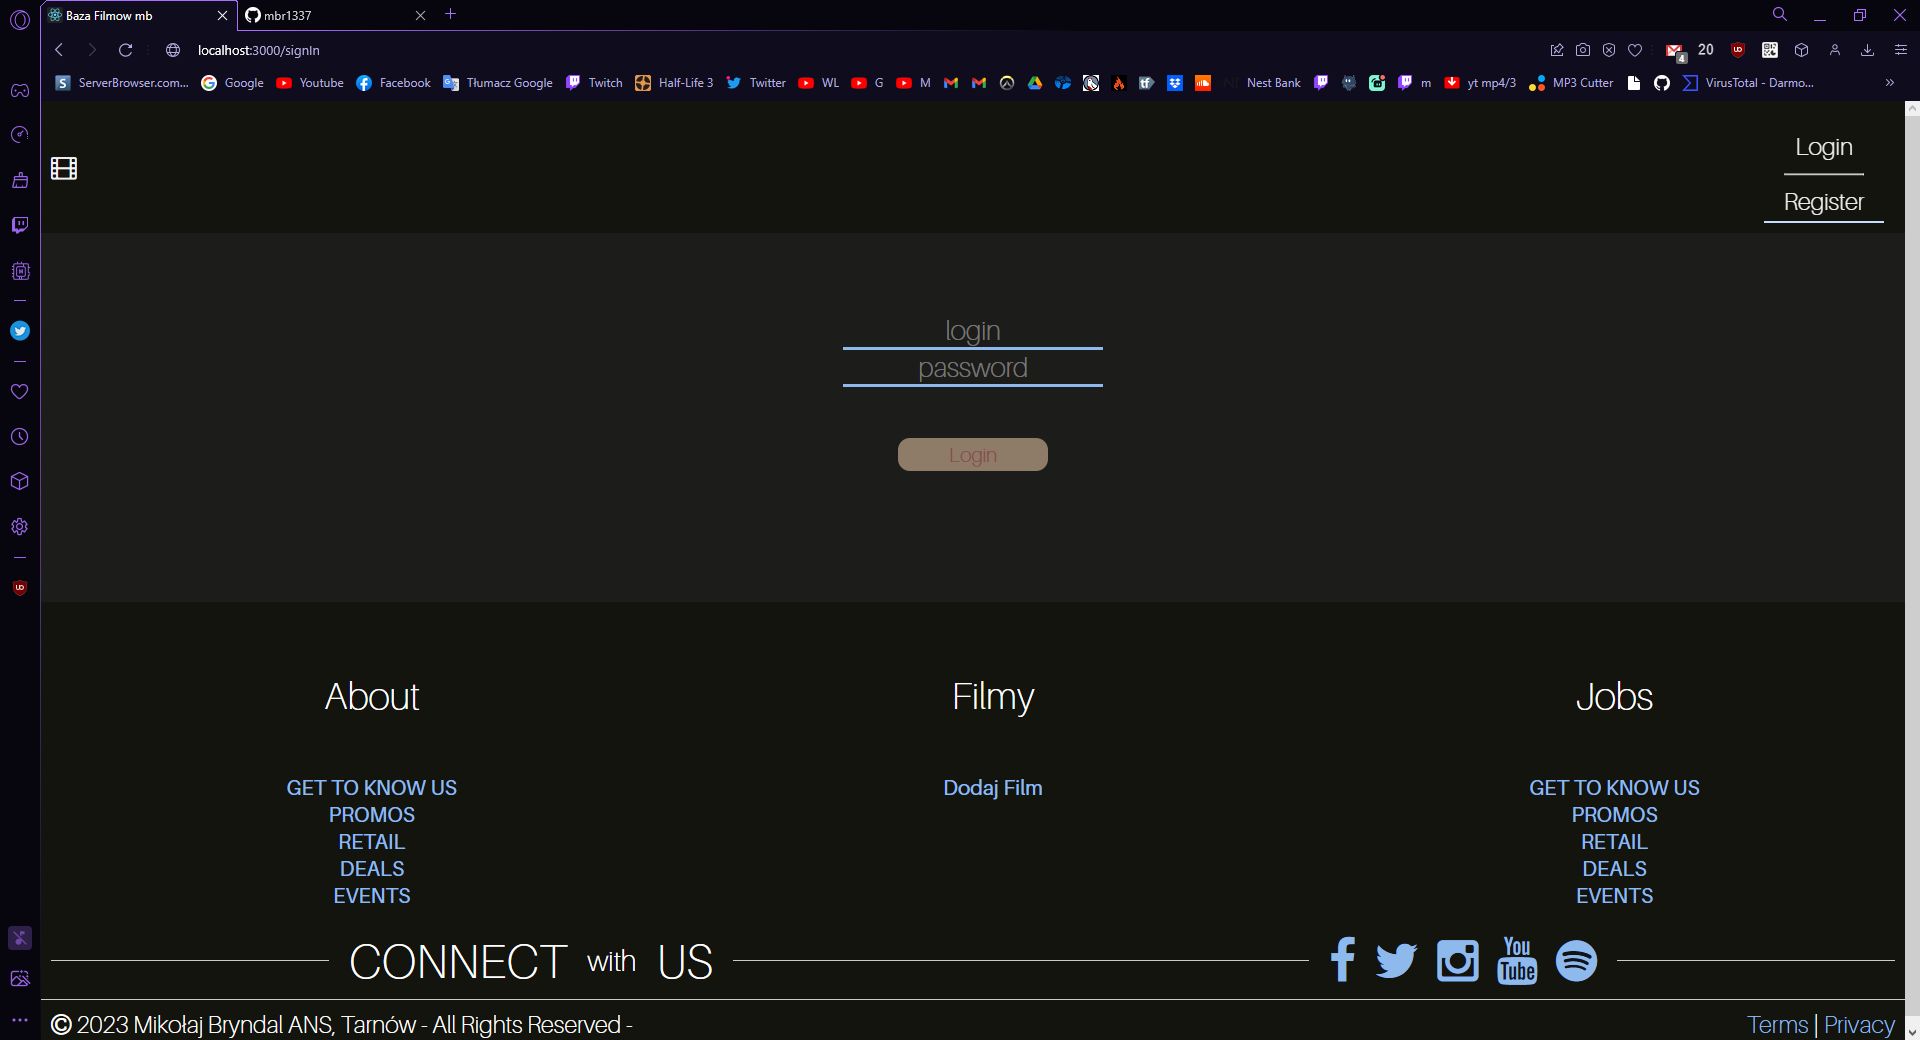 Baza Filmow mb
mbr1337
localhost:3000/signIn
4
20
ServerBrowser.com... Google Youtube Facebook Tłumacz Google Twitch Half-Life 3 Twitter WL G M Nest Bank m yt mp4/3 MP3 Cutter VirusTotal - Darmo...
Login
Register
login
password
Login
About
GET TO KNOW US
PROMOS
RETAIL
DEALS
EVENTS
Filmy
Dodaj Film
Jobs
GET TO KNOW US
PROMOS
RETAIL
DEALS
EVENTS
CONNECT with US
You
Tube
© 2023 Mikołaj Bryndal ANS, Tarnów - All Rights Reserved -
Terms | Privacy